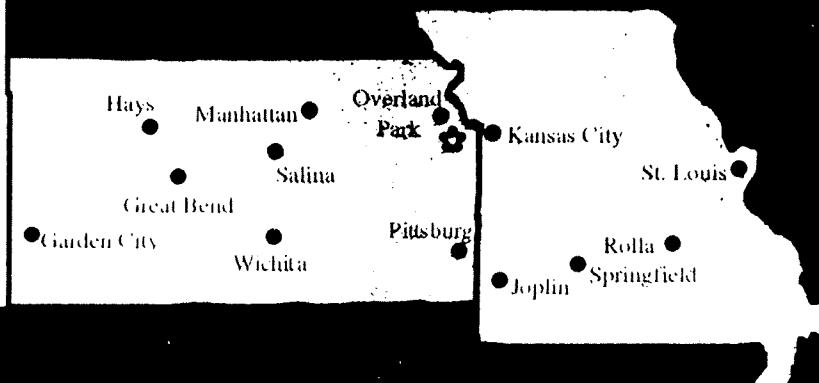 Hays
Manhattan
Overland
Park
Kansas City
Salina
St. Louis
Great Bend
Garden City
Pittsburg
Wichita
Rolla
Springfield
Joplin